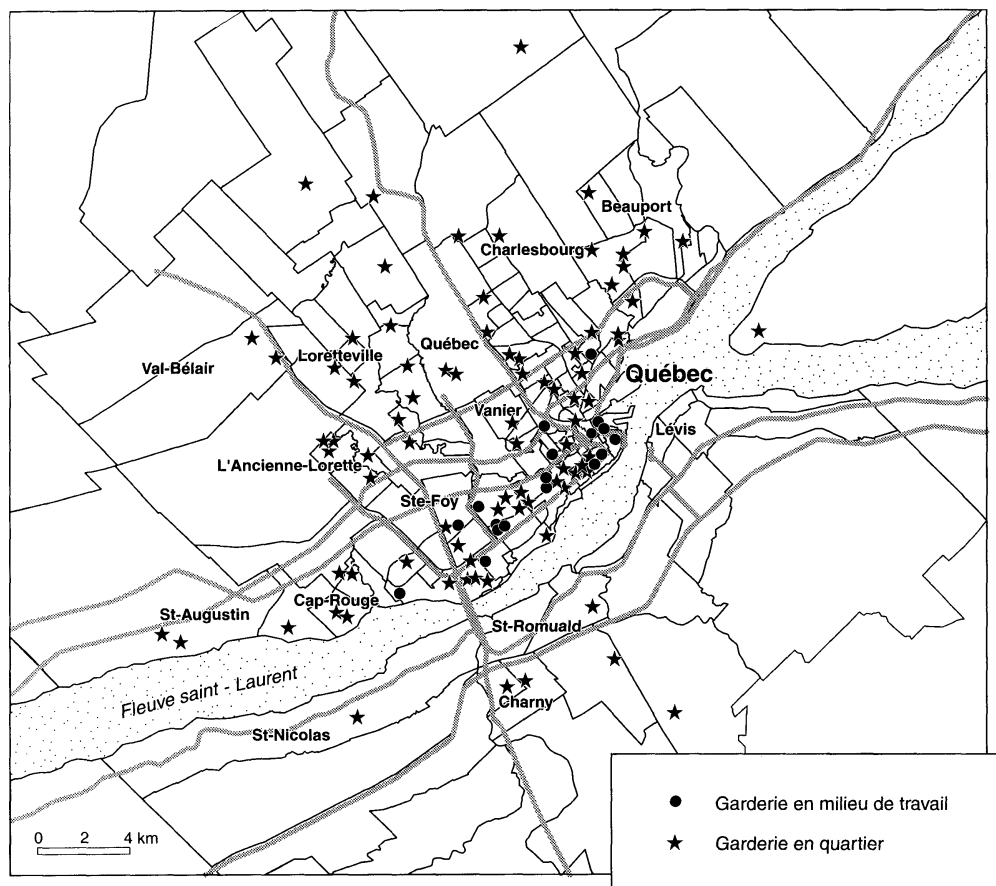 Beauport
Charlesbourg
Québec
Loretteville
Val-Bélair
Québec
Vanier
Lévis
L'Ancienne-Lorette
Ste-Foy
Cap-Rouge
St-Augustin
St-Romuald
Fleuve saint - Laurent
Charny
St-Nicolas
0 2 4 km
Garderie en milieu de travail
Garderie en quartier